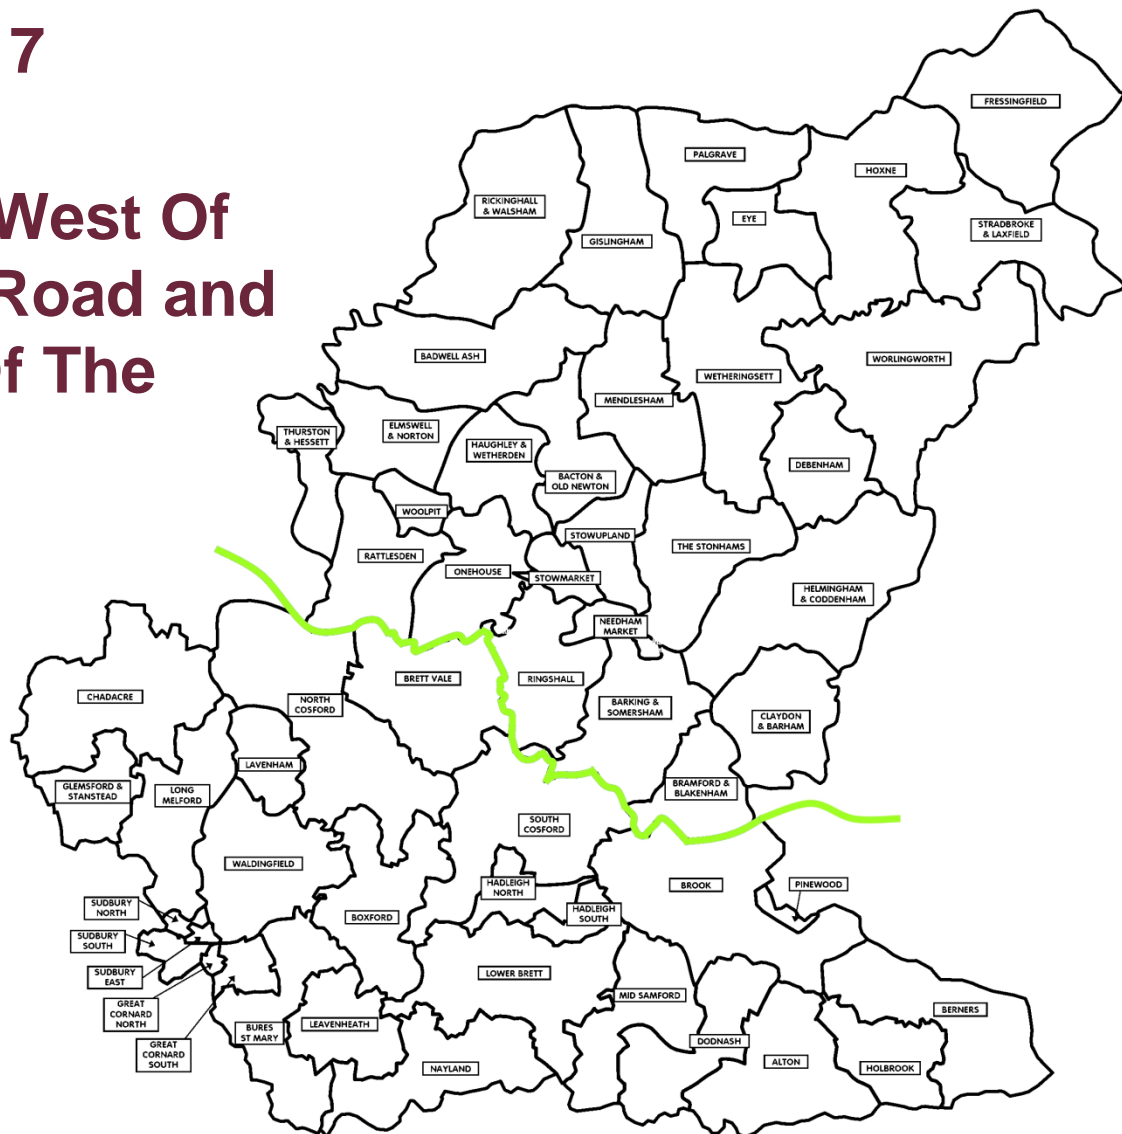 7
West Of
Road and
Of The
FRESSINGFIELD
PALGRAVE
HOXNE
RICKINGHALL
& WALSHAM
EYE
STRADBROKE
& LAXFIELD
GISLINGHAM
BADWELL ASH
WORLINGWORTH
WETHERINGSETT
MENDLESHAM
THURSTON
& HESSETT
ELMSWELL
& NORTON
HAUGHLEY &
WETHERDEN
DEBENHAM
BACTON &
OLD NEWTON
WOOLPIT
STOWUPLAND
THE STONHAMS
RATTLESDEN
ONEHOUSE
STOWMARKET
HELMINGHAM
& CODDENHAM
NEEDHAM
MARKET
BRETT VALE
RINGSHALL
CHADACRE
NORTH
COSFORD
BARKING &
SOMERSHAM
CLAYDON
& BARHAM
LAVENHAM
GLEMSFORD &
STANSTEAD
LONG
MELFORD
BRAMFORD &
BLAKENHAM
SOUTH
COSFORD
WALDINGFIELD
HADLEIGH
NORTH
BROOK
PINEWOOD
SUDBURY
NORTH
BOXFORD
HADLEIGH
SOUTH
SUDBURY
SOUTH
SUDBURY
EAST
LOWER BRETT
MID SAMFORD
GREAT
CORNARD
NORTH
BERNERS
BURES
ST MARY
LEAVENHEATH
GREAT
CORNARD
SOUTH
DODNASH
NAYLAND
ALTON
HOLBROOK